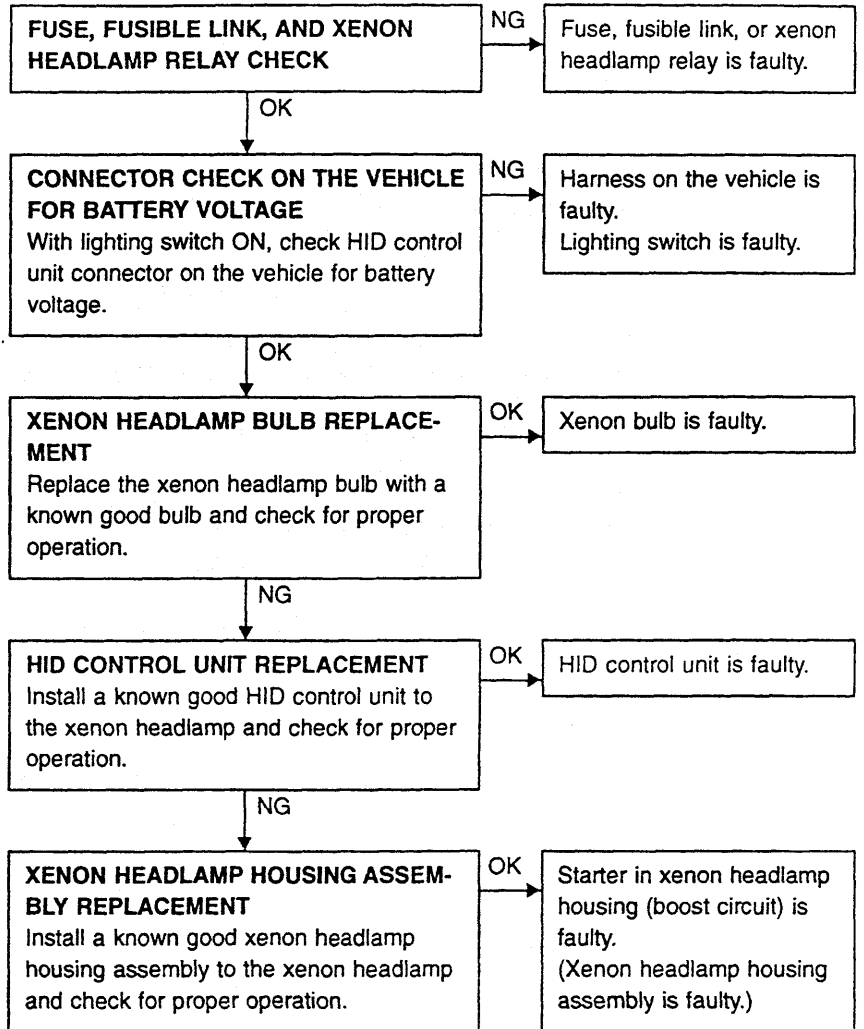 FUSE, FUSIBLE LINK, AND XENON
HEADLAMP RELAY CHECK
NG
Fuse, fusible link, or xenon
headlamp relay is faulty.
OK
CONNECTOR CHECK ON THE VEHICLE
FOR BATTERY VOLTAGE
With lighting switch ON, check HID control
unit connector on the vehicle for battery
voltage.
NG
Harness on the vehicle is
faulty.
Lighting switch is faulty.
OK
XENON HEADLAMP BULB REPLACE-
MENT
Replace the xenon headlamp bulb with a
known good bulb and check for proper
operation.
OK
Xenon bulb is faulty.
NG
HID CONTROL UNIT REPLACEMENT
Install a known good HID control unit to
the xenon headlamp and check for proper
operation.
OK
HID control unit is faulty.
NG
XENON HEADLAMP HOUSING ASSEM-
BLY REPLACEMENT
Install a known good xenon headlamp
housing assembly to the xenon headlamp
and check for proper operation.
OK
Starter in xenon headlamp
housing (boost circuit) is
faulty.
(Xenon headlamp housing
assembly is faulty.)